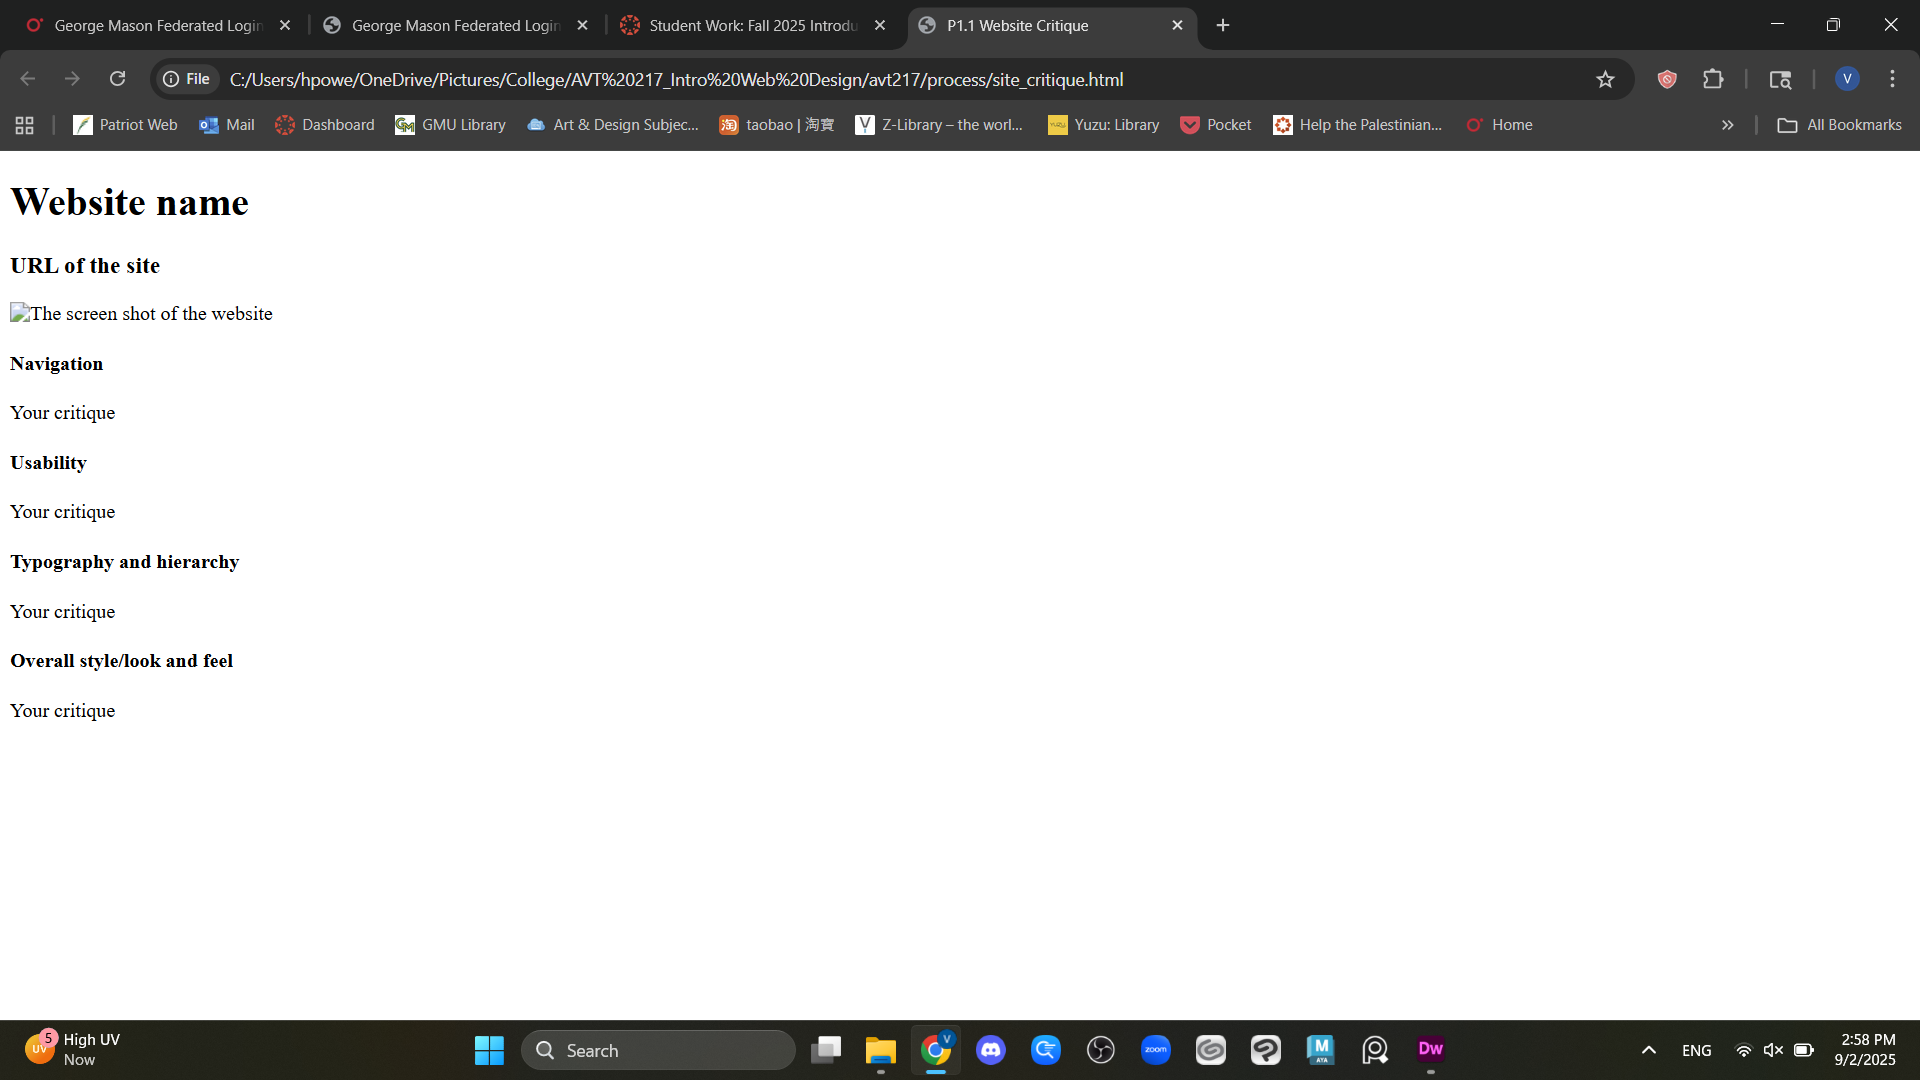 George Mason Federated Login
George Mason Federated Login
Student Work: Fall 2025 Introdu
P1.1 Website Critique
File
C:/Users/hpowe/OneDrive/Pictures/College/AVT%20217_Intro%20Web%20Design/avt217/process/site_critique.html
V
Patriot Web
Mail
Dashboard
GMU Library
Art & Design Subjec...
淘
taobao | 淘寶
Z-Library – the worl...
Yuzu: Library
Pocket
Help the Palestinian...
Home
All Bookmarks
Website name
URL of the site
The screen shot of the website
Navigation
Your critique
Usability
Your critique
Typography and hierarchy
Your critique
Overall style/look and feel
Your critique
5
UV
High UV
Now
Search
V
zoom
M
AYA
Dw
ENG
2:58 PM
9/2/2025